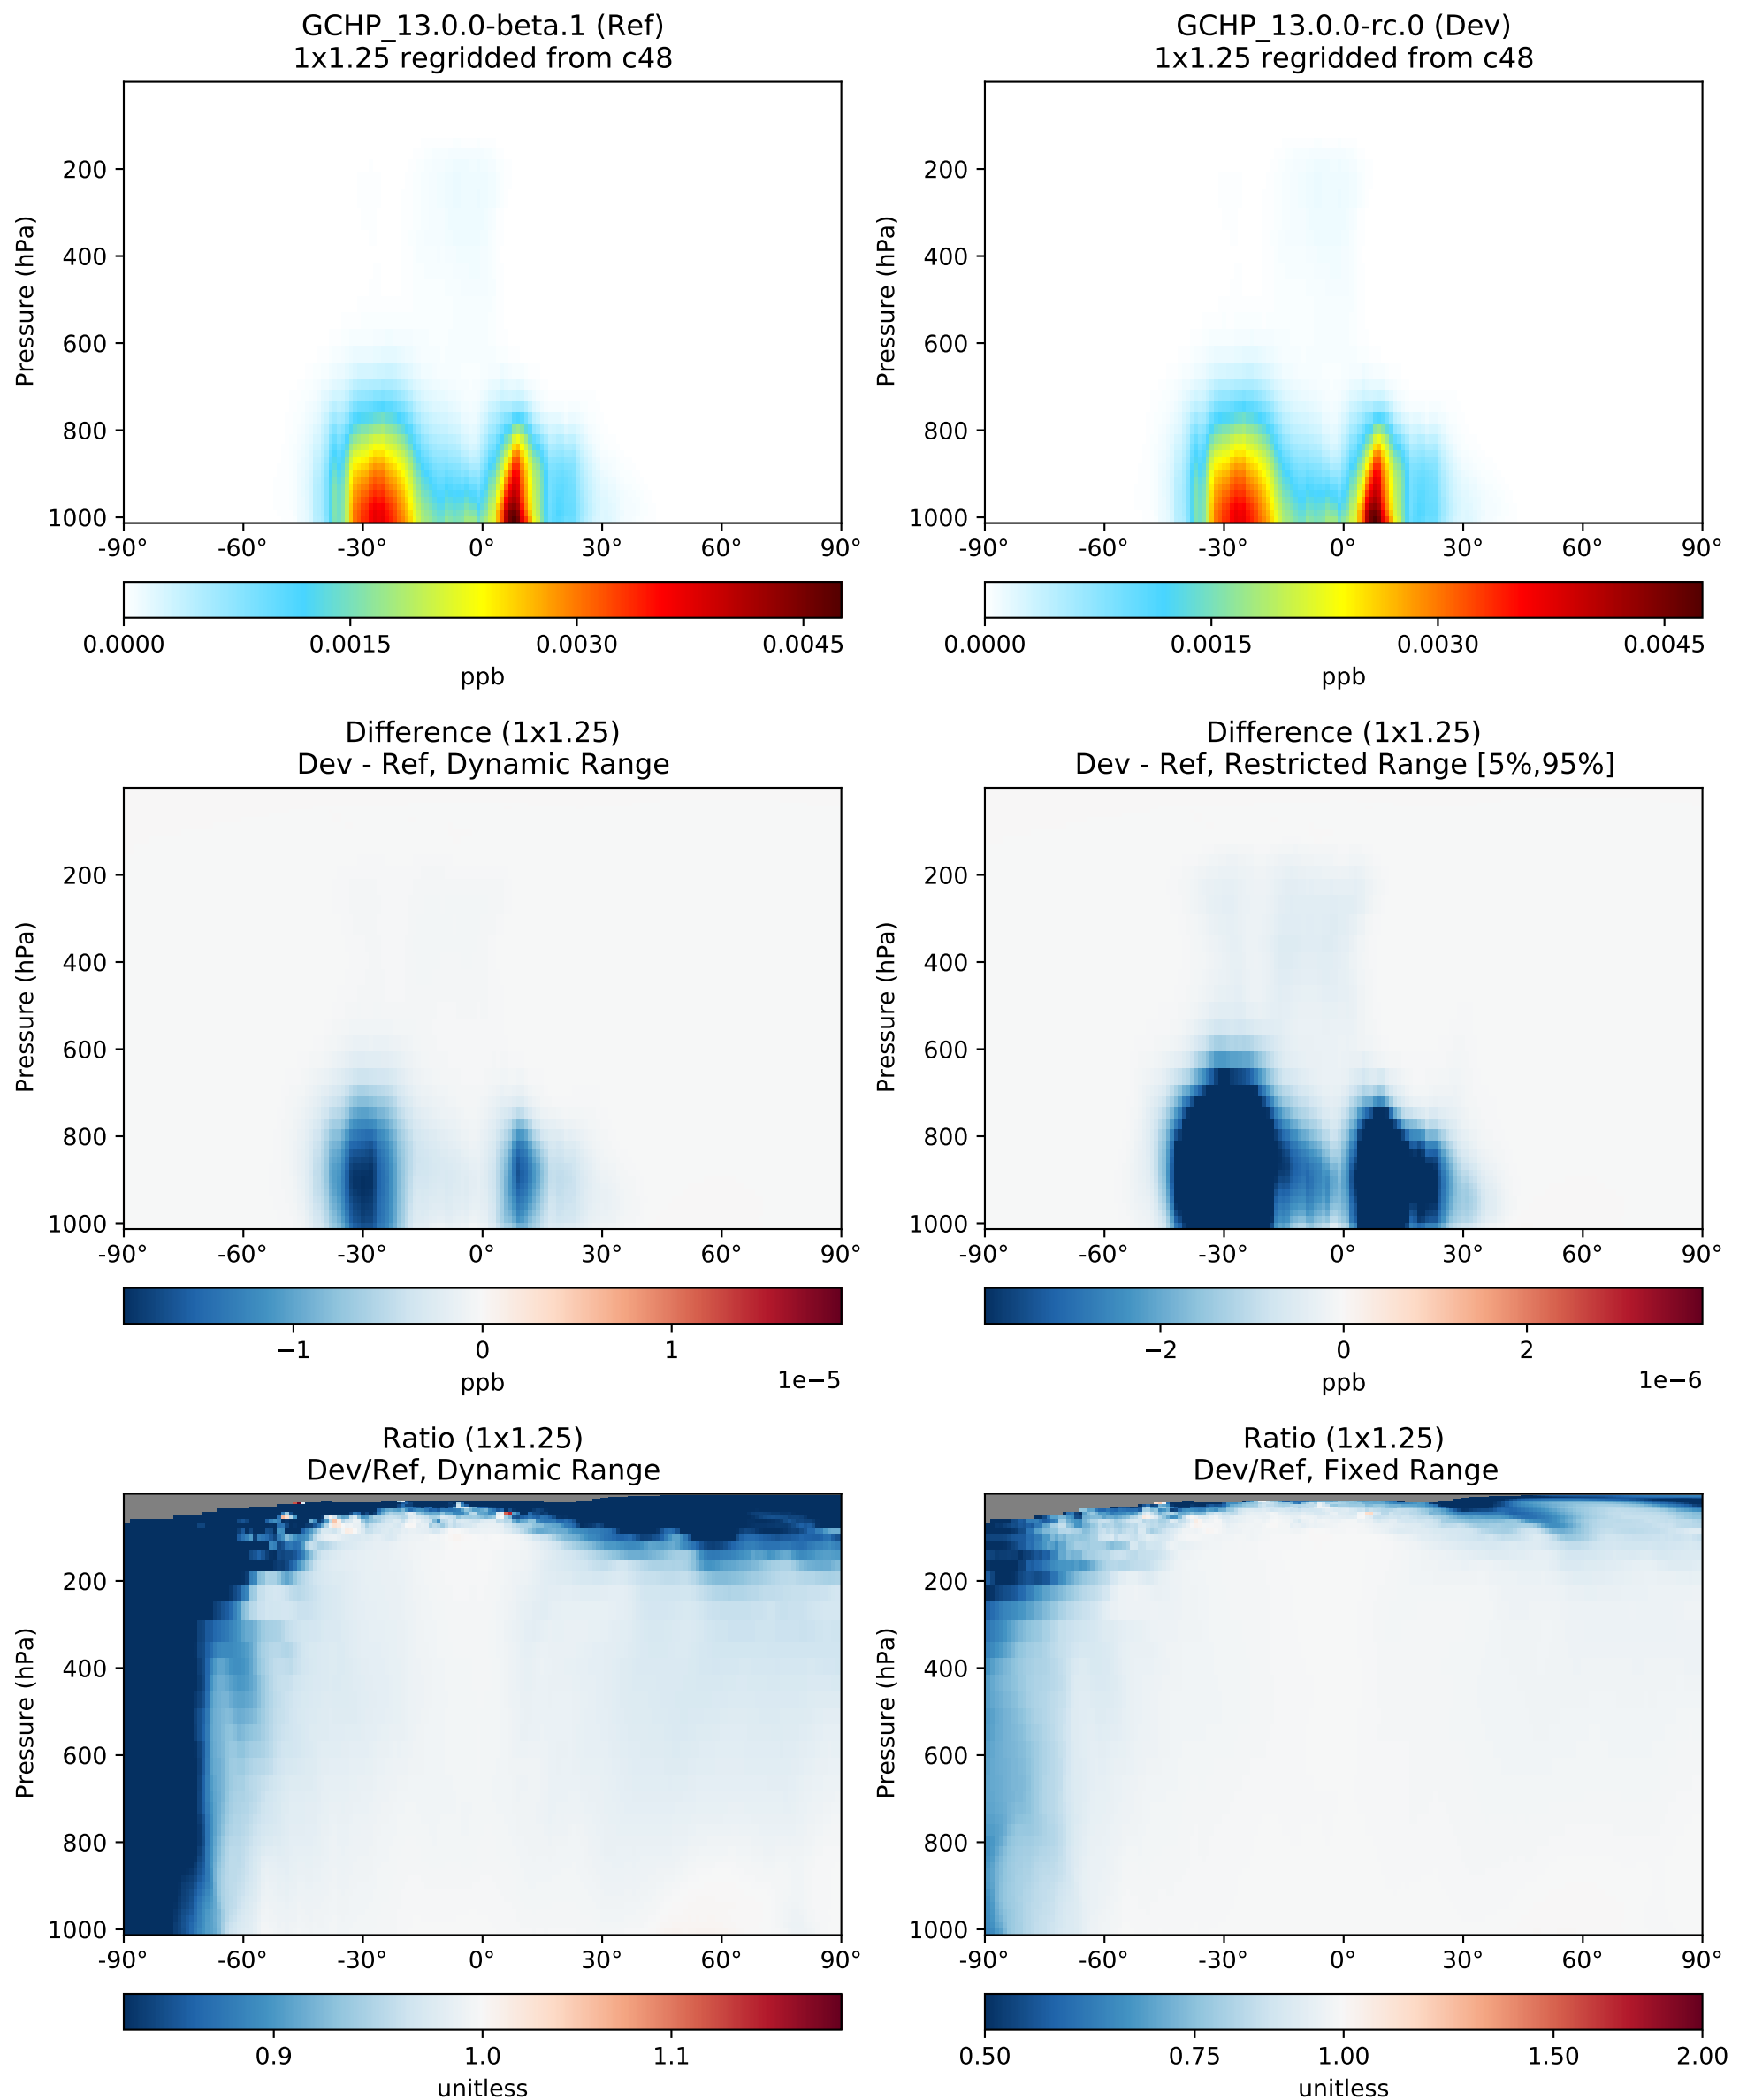 GCHP_13.0.0-beta.1 (Ref)
1x1.25 regridded from c48
Pressure (hPa)
200
400
600
800
1000
-90° -60° -30° 0° 30° 60° 90°
0.0000 0.0015 0.0030 0.0045
ppb
GCHP_13.0.0-rc.0 (Dev)
1x1.25 regridded from c48
Pressure (hPa)
200
400
600
800
1000
-90° -60° -30° 0° 30° 60° 90°
0.0000 0.0015 0.0030 0.0045
ppb
Difference (1x1.25)
Dev - Ref, Dynamic Range
Pressure (hPa)
200
400
600
800
1000
-90° -60° -30° 0° 30° 60° 90°
−1 0 1
ppb 1e−5
Difference (1x1.25)
Dev - Ref, Restricted Range [5%,95%]
Pressure (hPa)
200
400
600
800
1000
-90° -60° -30° 0° 30° 60° 90°
−2 0 2
ppb 1e−6
Ratio (1x1.25)
Dev/Ref, Dynamic Range
Pressure (hPa)
200
400
600
800
1000
-90° -60° -30° 0° 30° 60° 90°
0.9 1.0 1.1
unitless
Ratio (1x1.25)
Dev/Ref, Fixed Range
Pressure (hPa)
200
400
600
800
1000
-90° -60° -30° 0° 30° 60° 90°
0.50 0.75 1.00 1.50 2.00
unitless